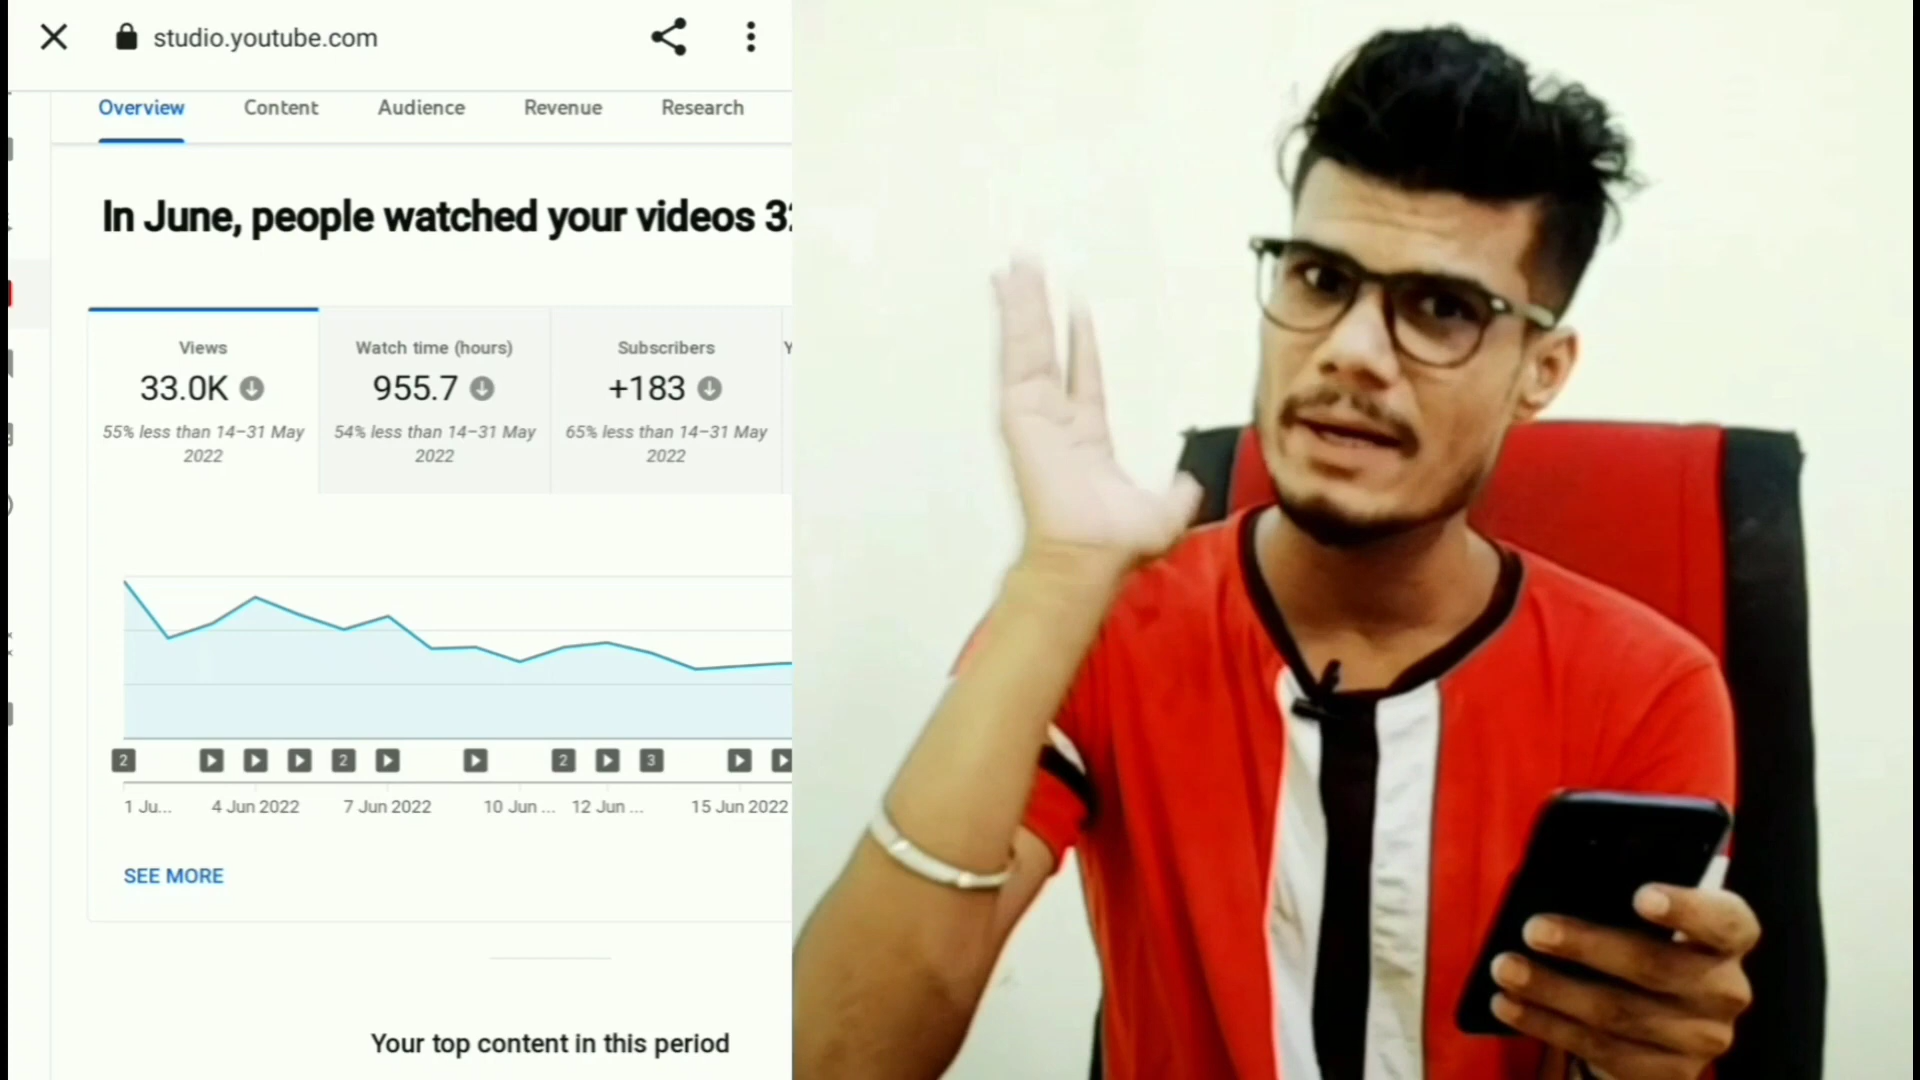 studio.youtube.com
Overview Content Audience Revenue Research
In June, people watched your videos
Views
33.0K
55% less than 14–31 May
2022
Watch time (hours)
955.7
54% less than 14–31 May
2022
Subscribers
+183
65% less than 14–31 May
2022
Y
2 2 2 3
1 Ju... 4 Jun 2022 7 Jun 2022 10 Jun ... 12 Jun ... 15 Jun 2022
SEE MORE
Your top content in this period